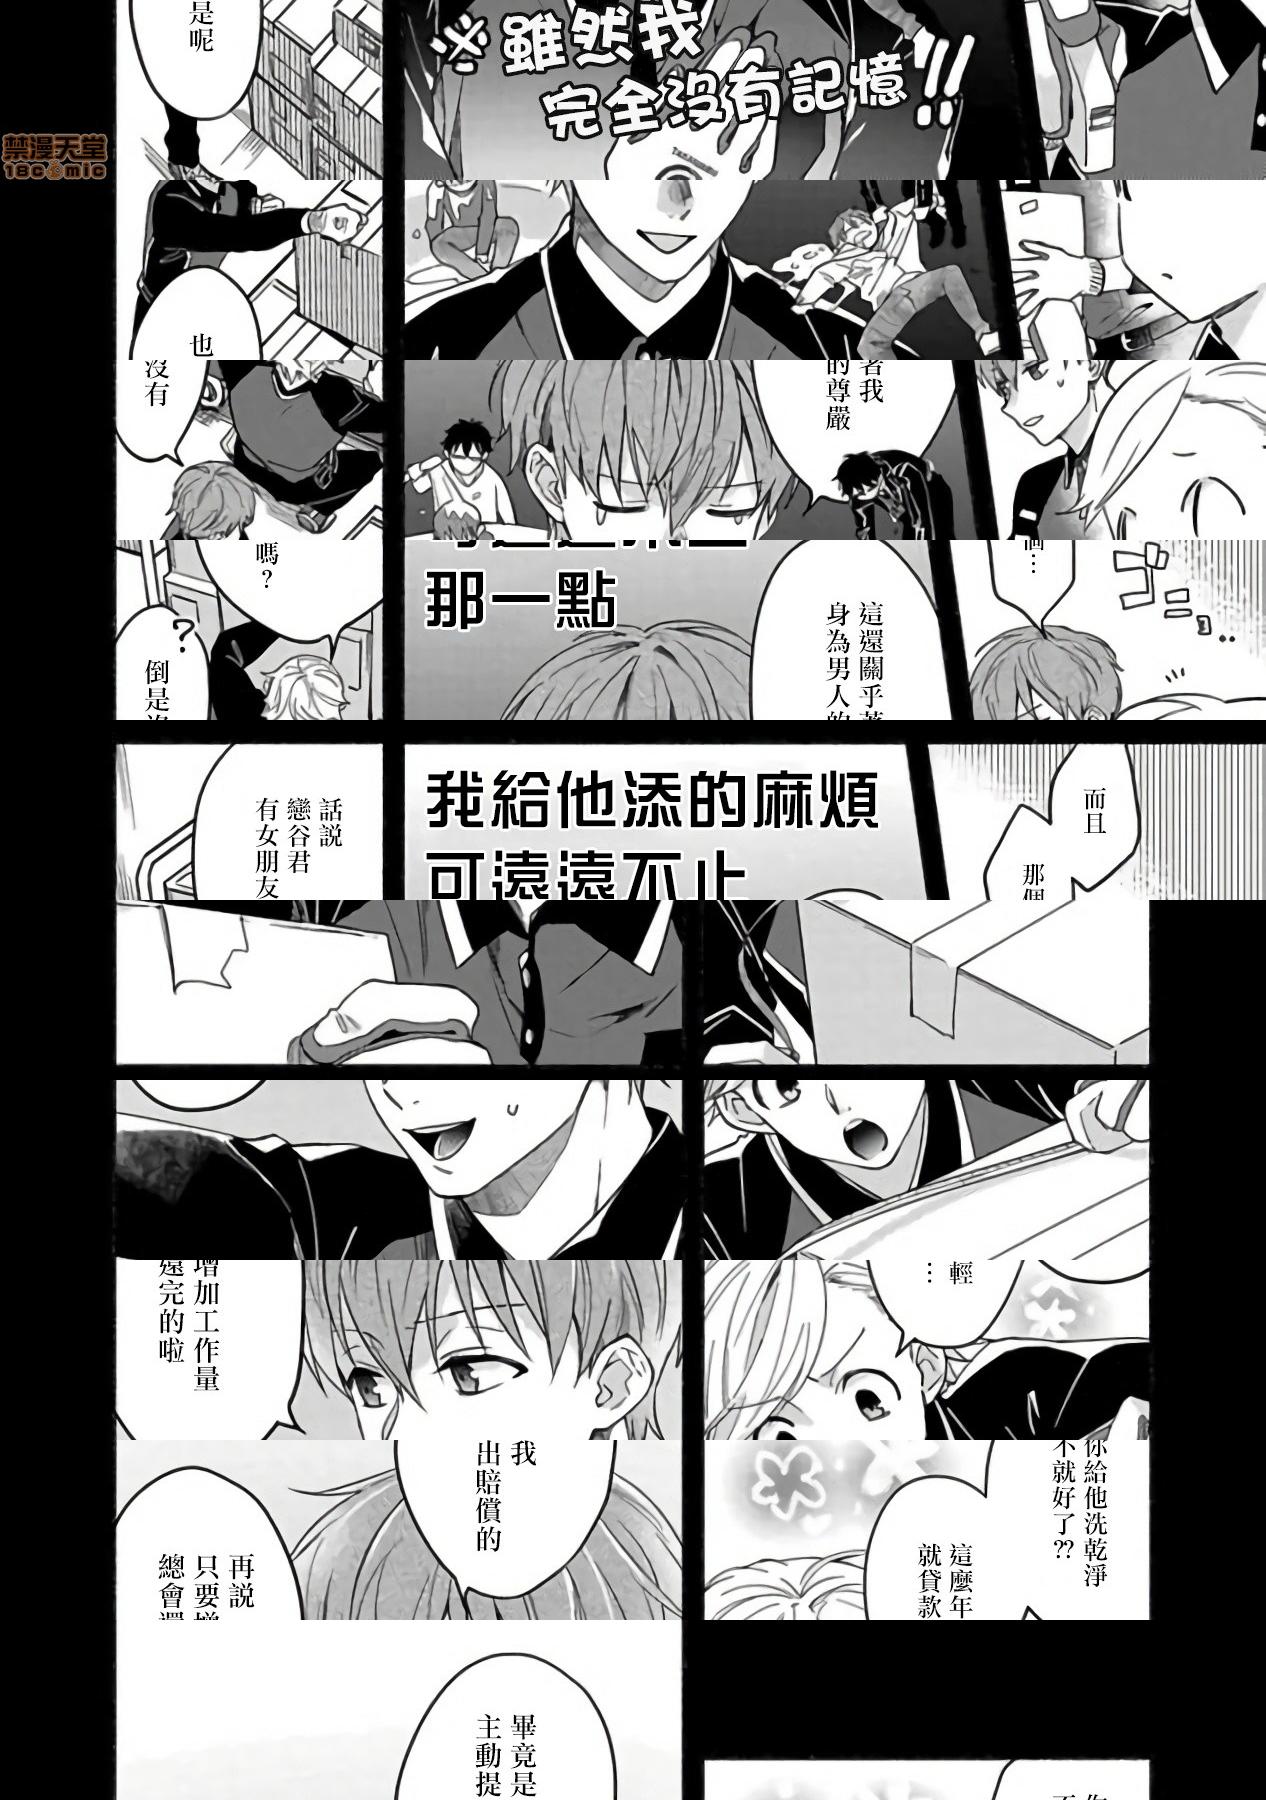 你給他洗乾淨
不就好了??
這麼年輕
就貸款…
畢竟是我
主動提出賠償的
再説
只要增加工作量
總會還完的啦
而且
那個…
我給他添的麻煩
可遠遠不止
那一點
這還關乎著我
身為男人的尊嚴
※雖然我
完全沒有記憶!!
話説
戀谷君
有女朋友嗎?
?
倒是沒有
也是呢
禁漫天堂
18comic